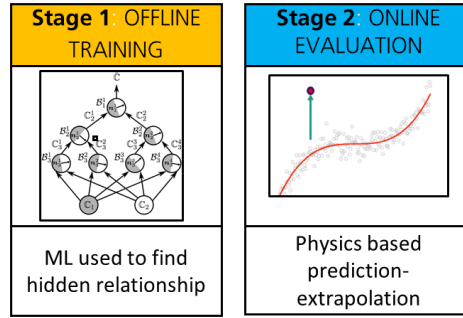 Stage 1: OFFLINE
TRAINING
ML used to find
hidden relationship
Stage 2: ONLINE
EVALUATION
Physics based
prediction-
extrapolation